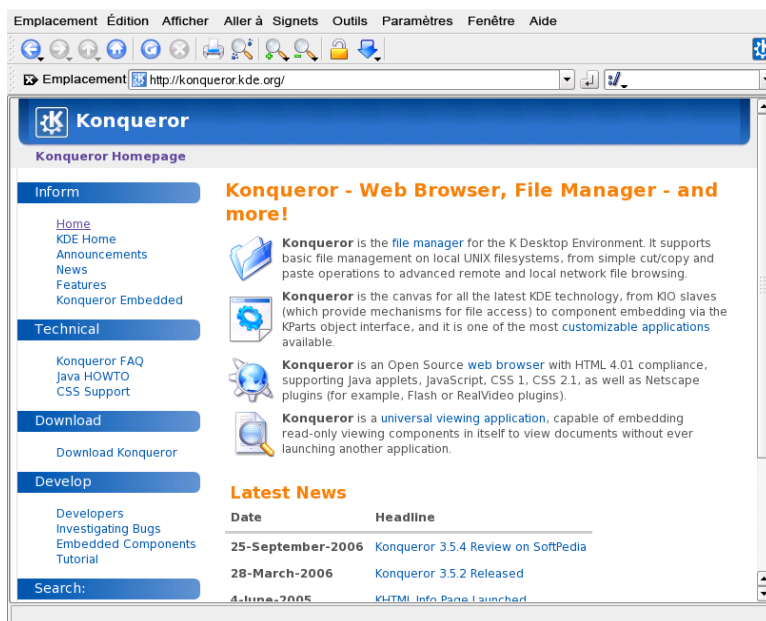 Emplacement Édition Afficher Aller à Signets Outils Paramètres Fenêtre Aide
Emplacement http://konqueror.kde.org/
Konqueror
Konqueror Homepage
Inform
Home
KDE Home
Announcements
News
Features
Konqueror Embedded
Technical
Konqueror FAQ
Java HOWTO
CSS Support
Download
Download Konqueror
Develop
Developers
Investigating Bugs
Embedded Components
Tutorial
Search:
Konqueror - Web Browser, File Manager - and
more!
Konqueror is the file manager for the K Desktop Environment. It supports
basic file management on local UNIX filesystems, from simple cut/copy and
paste operations to advanced remote and local network file browsing.
Konqueror is the canvas for all the latest KDE technology, from KIO slaves
(which provide mechanisms for file access) to component embedding via the
KParts object interface, and it is one of the most customizable applications
available.
Konqueror is an Open Source web browser with HTML 4.01 compliance,
supporting Java applets, JavaScript, CSS 1, CSS 2.1, as well as Netscape
plugins (for example, Flash or RealVideo plugins).
Konqueror is a universal viewing application, capable of embedding
read-only viewing components in itself to view documents without ever
launching another application.
Latest News
Date Headline
25-September-2006 Konqueror 3.5.4 Review on SoftPedia
28-March-2006 Konqueror 3.5.2 Released
4-June-2005 KHTML Info Page Launched